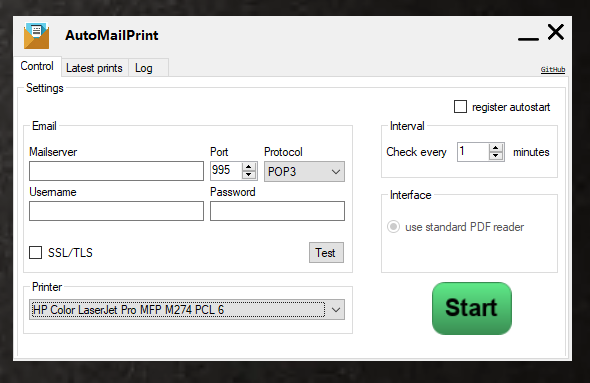 AutoMailPrint
Control
Latest prints
Log
GitHub
Settings
register autostart
Email
Mailserver
Port
Protocol
995
POP3
Username
Password
SSL/TLS
Test
Interval
Check every 1 minutes
Interface
use standard PDF reader
Printer
HP Color LaserJet Pro MFP M274 PCL 6
Start